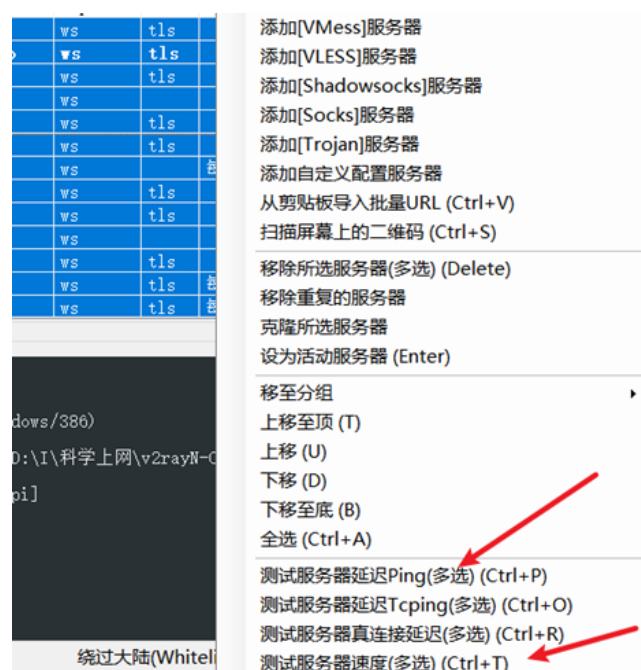 ws tls
ws tls
ws tls
ws
ws tls
ws tls
ws
ws tls
ws tls
ws
ws tls
ws tls
ws tls
dows/386)
D:\I\科学上网\v2rayN-C
pi]
绕过大陆(Whiteli
添加[VMess]服务器
添加[VLESS]服务器
添加[Shadowsocks]服务器
添加[Socks]服务器
添加[Trojan]服务器
添加自定义配置服务器
从剪贴板导入批量URL (Ctrl+V)
扫描屏幕上的二维码 (Ctrl+S)
移除所选服务器(多选) (Delete)
移除重复的服务器
克隆所选服务器
设为活动服务器 (Enter)
移至分组
上移至顶 (T)
上移 (U)
下移 (D)
下移至底 (B)
全选 (Ctrl+A)
测试服务器延迟Ping(多选) (Ctrl+P)
测试服务器延迟Tcping(多选) (Ctrl+O)
测试服务器真连接延迟(多选) (Ctrl+R)
测试服务器速度(多选) (Ctrl+T)